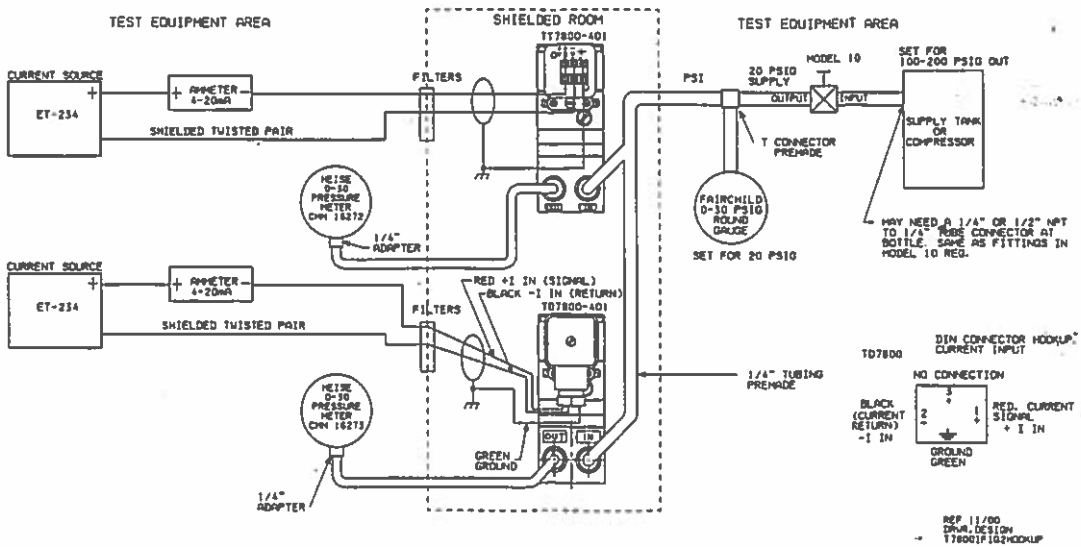 TEST EQUIPMENT AREA
SHIELDED ROOM
TEST EQUIPMENT AREA
TT7800-401
CURRENT SOURCE
ET-234
+
-
+
AMMETER
4-20mA
-
SHIELDED TWISTED PAIR
FILTERS
PSI
20 PSIG
SUPPLY
MODEL 10
OUTPUT
INPUT
SET FOR
100-200 PSIG OUT
SUPPLY TANK
OR
COMPRESSOR
T CONNECTOR
PREMADE
HEISE
0-30
PRESSURE
METER
CMM 16272
1/4"
ADAPTER
FAIRCHILD
0-30 PSIG
ROUND
GAUGE
SET FOR 20 PSIG
MAY NEED A 1/4" OR 1/2" NPT
TO 1/4" TUBE CONNECTOR AT
BOTTLE. SAME AS FITTINGS IN
MODEL 10 REG.
CURRENT SOURCE
ET-234
+
-
+
AMMETER
4-20mA
-
SHIELDED TWISTED PAIR
FILTERS
RED +I IN (SIGNAL)
BLACK -I IN (RETURN)
TD7800-401
HEISE
0-30
PRESSURE
METER
CMM 16273
1/4"
ADAPTER
GREEN
GROUND
OUT
IN
1/4" TUBING
PREMADE
TD7800
DIN CONNECTOR HOOKUP
CURRENT INPUT
NO CONNECTION
3
BLACK
(CURRENT
RETURN)
-I IN
2
-
1
+
RED, CURRENT
SIGNAL
+ I IN
GROUND
GREEN
REF 11/00
T7800IF1G2HOOKUP